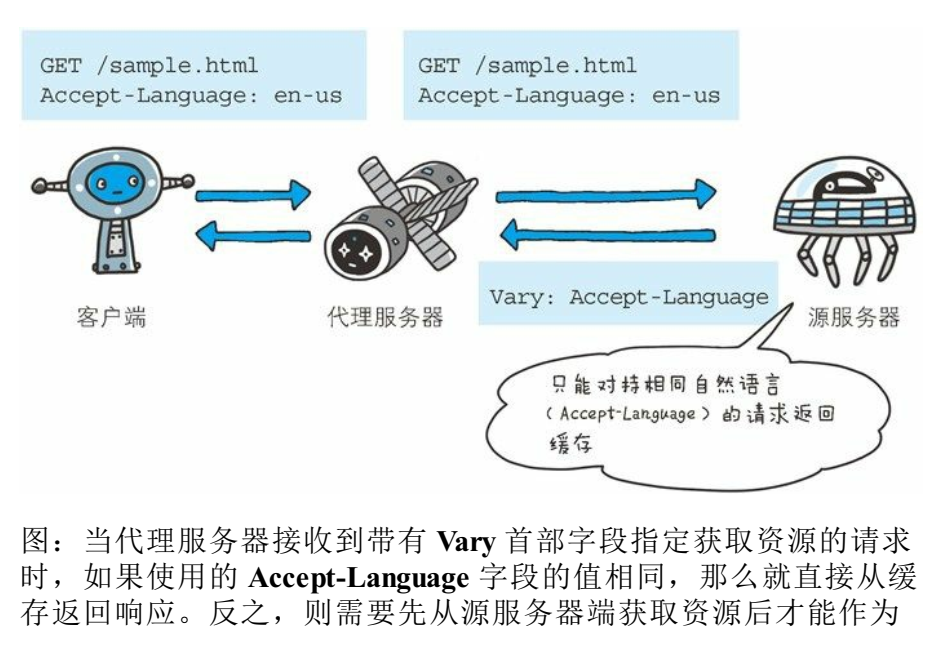 GET /sample.html
Accept-Language: en-us
GET /sample.html
Accept-Language: en-us
客户端
代理服务器
Vary: Accept-Language
源服务器
只能对持相同自然语言
（Accept-Language）的请求返回
缓存
图：当代理服务器接收到带有 Vary 首部字段指定获取资源的请求
时，如果使用的 Accept-Language 字段的值相同，那么就直接从缓
存返回响应。反之，则需要先从源服务器端获取资源后才能作为